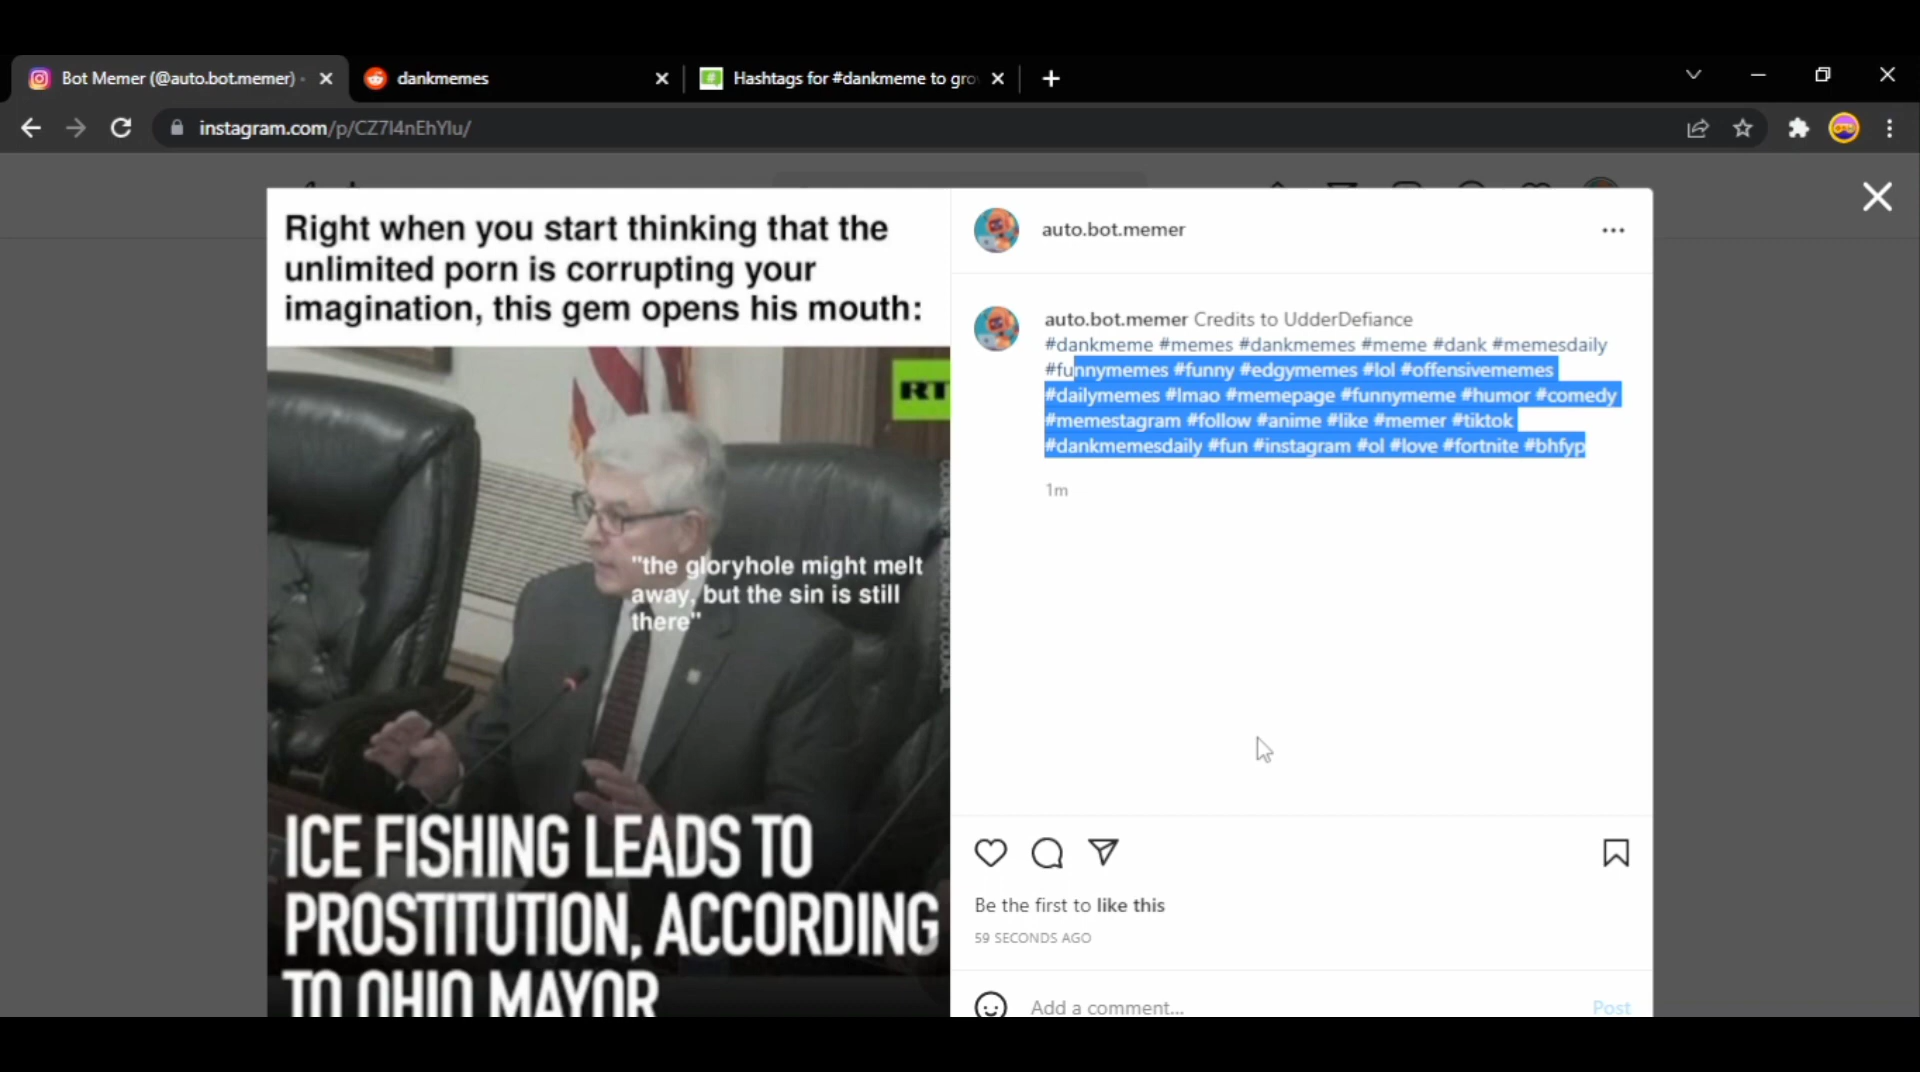 Bot Memer (@auto.bot.memer) -
dankmemes
Hashtags for #dankmeme to gro
instagram.com/p/CZ7I4nEhYlu/
Right when you start thinking that the
unlimited porn is corrupting your
imagination, this gem opens his mouth:
RT
"the gloryhole might melt
away, but the sin is still
there"
ICE FISHING LEADS TO
PROSTITUTION, ACCORDING
TO OHIO MAYOR
auto.bot.memer
auto.bot.memer Credits to UdderDefiance
#dankmeme #memes #dankmemes #meme #dank #memesdaily
#funnymemes #funny #edgymemes #lol #offensivememes
#dailymemes #lmao #memepage #funnymeme #humor #comedy
#memestagram #follow #anime #like #memer #tiktok
#dankmemesdaily #fun #instagram #ol #love #fortnite #bhfyp
1m
Be the first to like this
59 SECONDS AGO
Add a comment...
Post